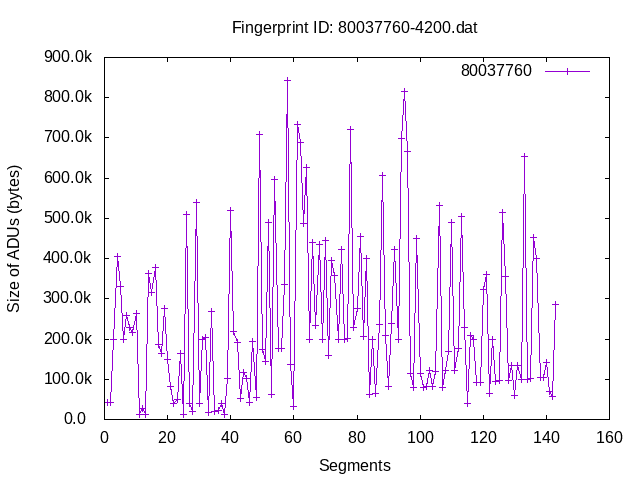 Fingerprint ID: 80037760-4200.dat
80037760
Size of ADUs (bytes)
900.0k
800.0k
700.0k
600.0k
500.0k
400.0k
300.0k
200.0k
100.0k
0.0
0 20 40 60 80 100 120 140 160
Segments